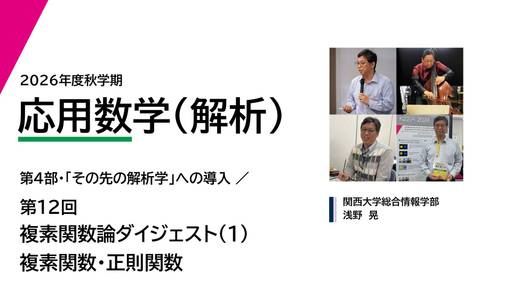 2026年度秋学期
応用数学(解析)
第4部・「その先の解析学」への導入 ／
第12回
複素関数論ダイジェスト(1)
複素関数・正則関数
関西大学総合情報学部
浅野 晃